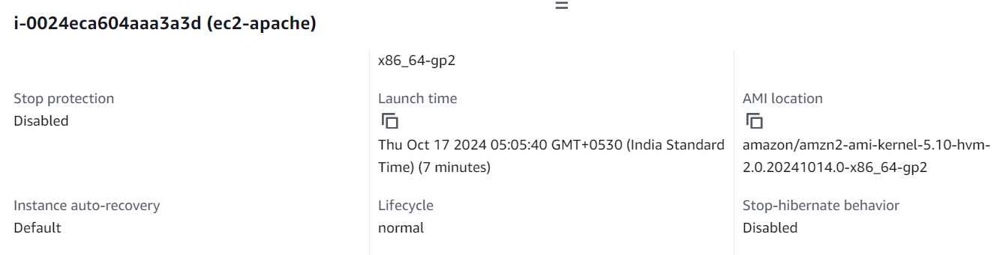 i-0024eca604aaa3a3d (ec2-apache)
x86_64-gp2
Stop protection
Disabled
Launch time
Thu Oct 17 2024 05:05:40 GMT+0530 (India Standard
Time) (7 minutes)
AMI location
amazon/amzn2-ami-kernel-5.10-hvm-
2.0.20241014.0-x86_64-gp2
Instance auto-recovery
Default
Lifecycle
normal
Stop-hibernate behavior
Disabled